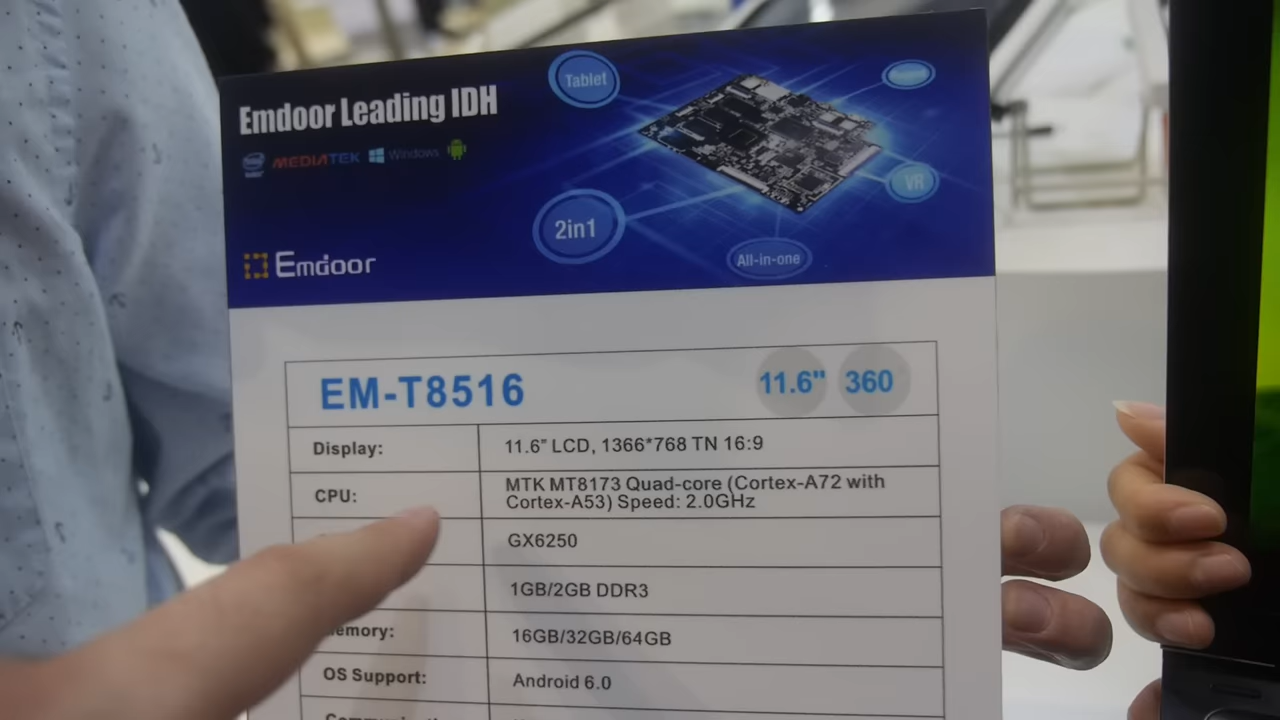 Emdoor Leading IDH
Tablet
intel MEDIATEK Windows
VR
2in1
All-in-one
Emdoor
EM-T8516
11.6" 360
Display: 11.6" LCD, 1366*768 TN 16:9
CPU: MTK MT8173 Quad-core (Cortex-A72 with
Cortex-A53) Speed: 2.0GHz
GX6250
1GB/2GB DDR3
emory: 16GB/32GB/64GB
OS Support: Android 6.0